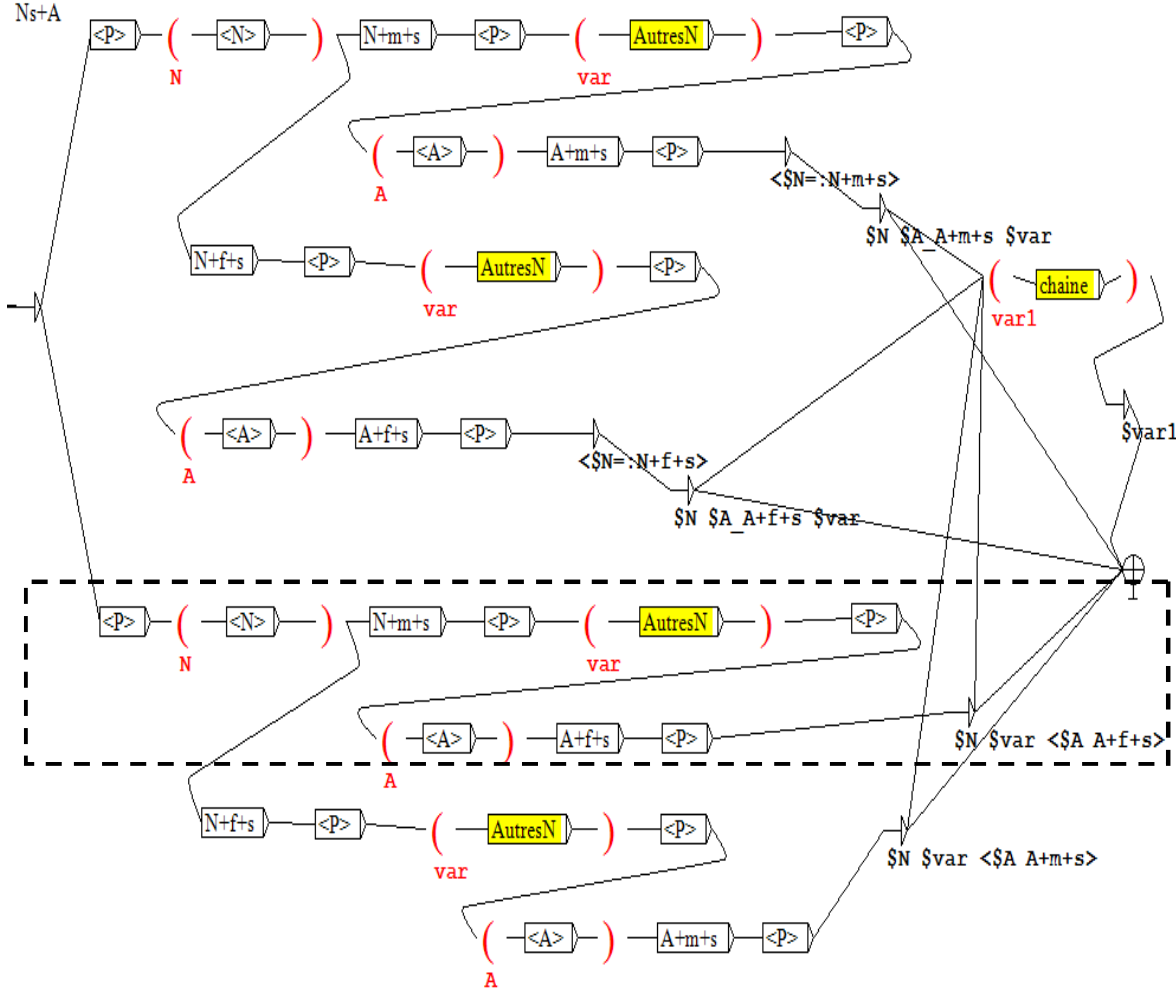 Ns+A
<P> ( <N> ) N+m+s <P> ( AutresN ) <P>
N var
( <A> ) A+m+s <P>
A <$N=:N+m+s>
$N $A_A+m+s $var
N+f+s <P> ( AutresN ) <P>
var
( chaine )
var1
( <A> ) A+f+s <P>
A <$N=:N+f+s>
$var1
$N $A_A+f+s $var
<P> ( <N> ) N+m+s <P> ( AutresN ) <P>
N var
( <A> ) A+f+s <P>
A
$N $var <$A A+f+s>
N+f+s <P> ( AutresN ) <P>
var
$N $var <$A A+m+s>
( <A> ) A+m+s <P>
A